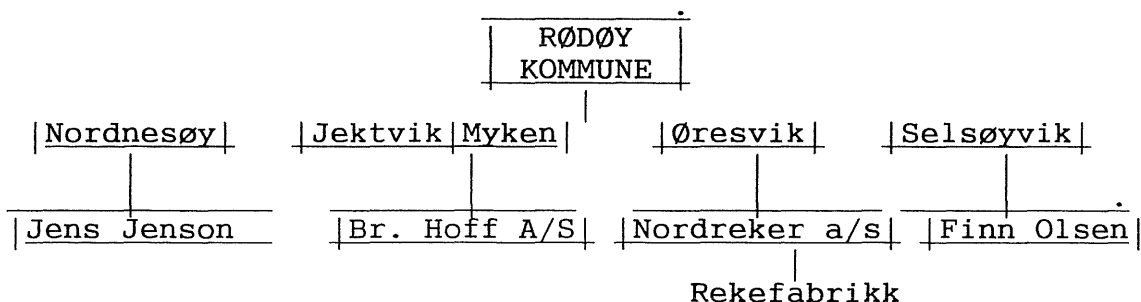 RØDØY
KOMMUNE
Nordnesøy Jektvik Myken Øresvik Selsøyvik
Jens Jenson Br. Hoff A/S Nordreker a/s Finn Olsen
Rekefabrikk